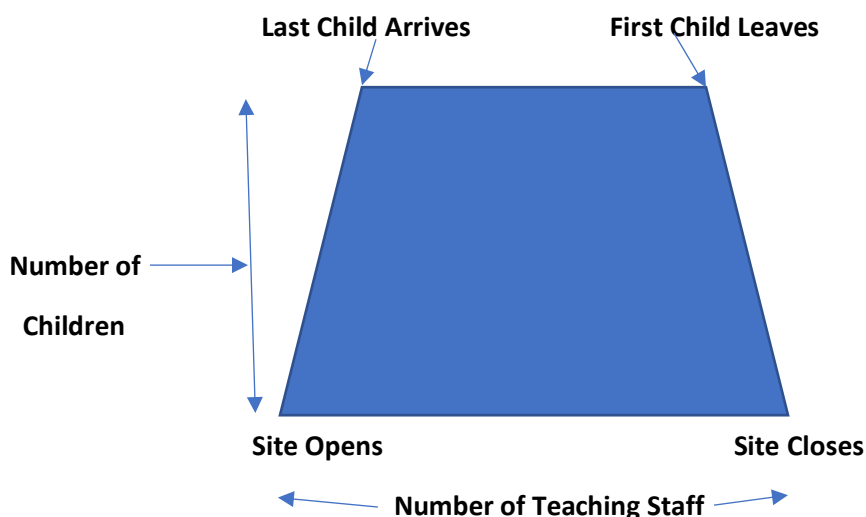 Last Child Arrives
First Child Leaves
Number of
Children
Site Opens
Site Closes
Number of Teaching Staff